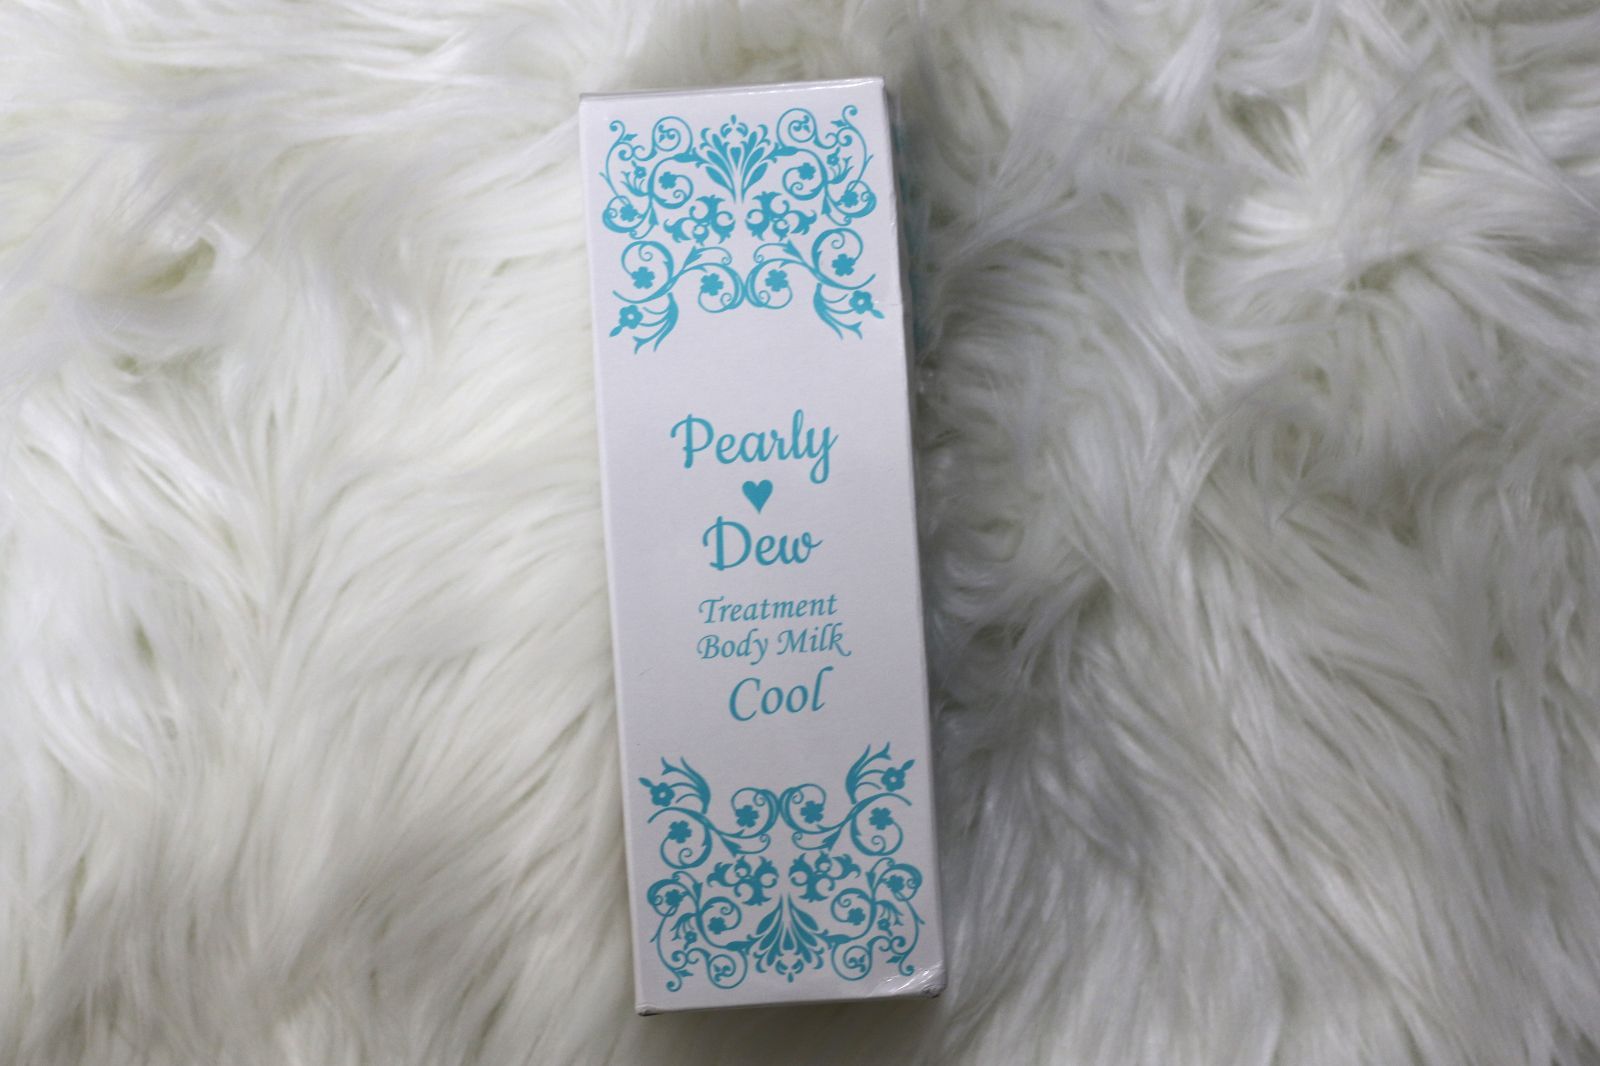 Pearly
♥
Dew
Treatment
Body Milk
Cool